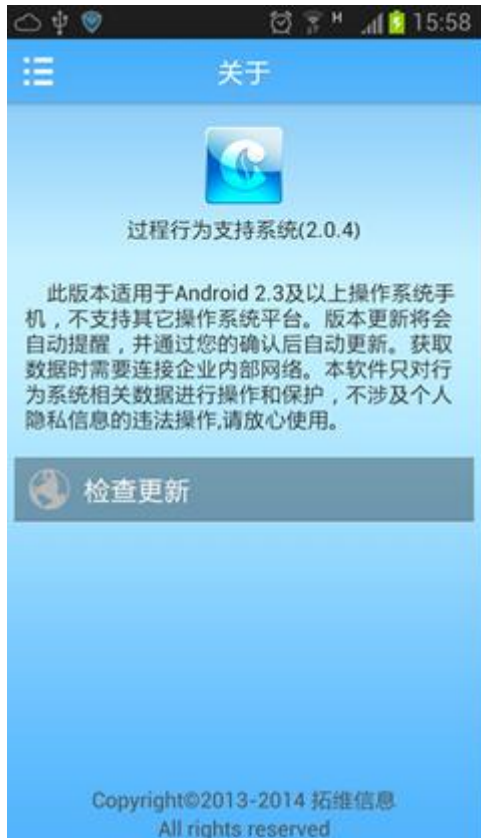 H 15:58
关于
过程行为支持系统(2.0.4)
此版本适用于Android 2.3及以上操作系统手
机，不支持其它操作系统平台。版本更新将会
自动提醒，并通过您的确认后自动更新。获取
数据时需要连接企业内部网络。本软件只对行
为系统相关数据进行操作和保护，不涉及个人
隐私信息的违法操作,请放心使用。
检查更新
Copyright©2013-2014 拓维信息
All rights reserved